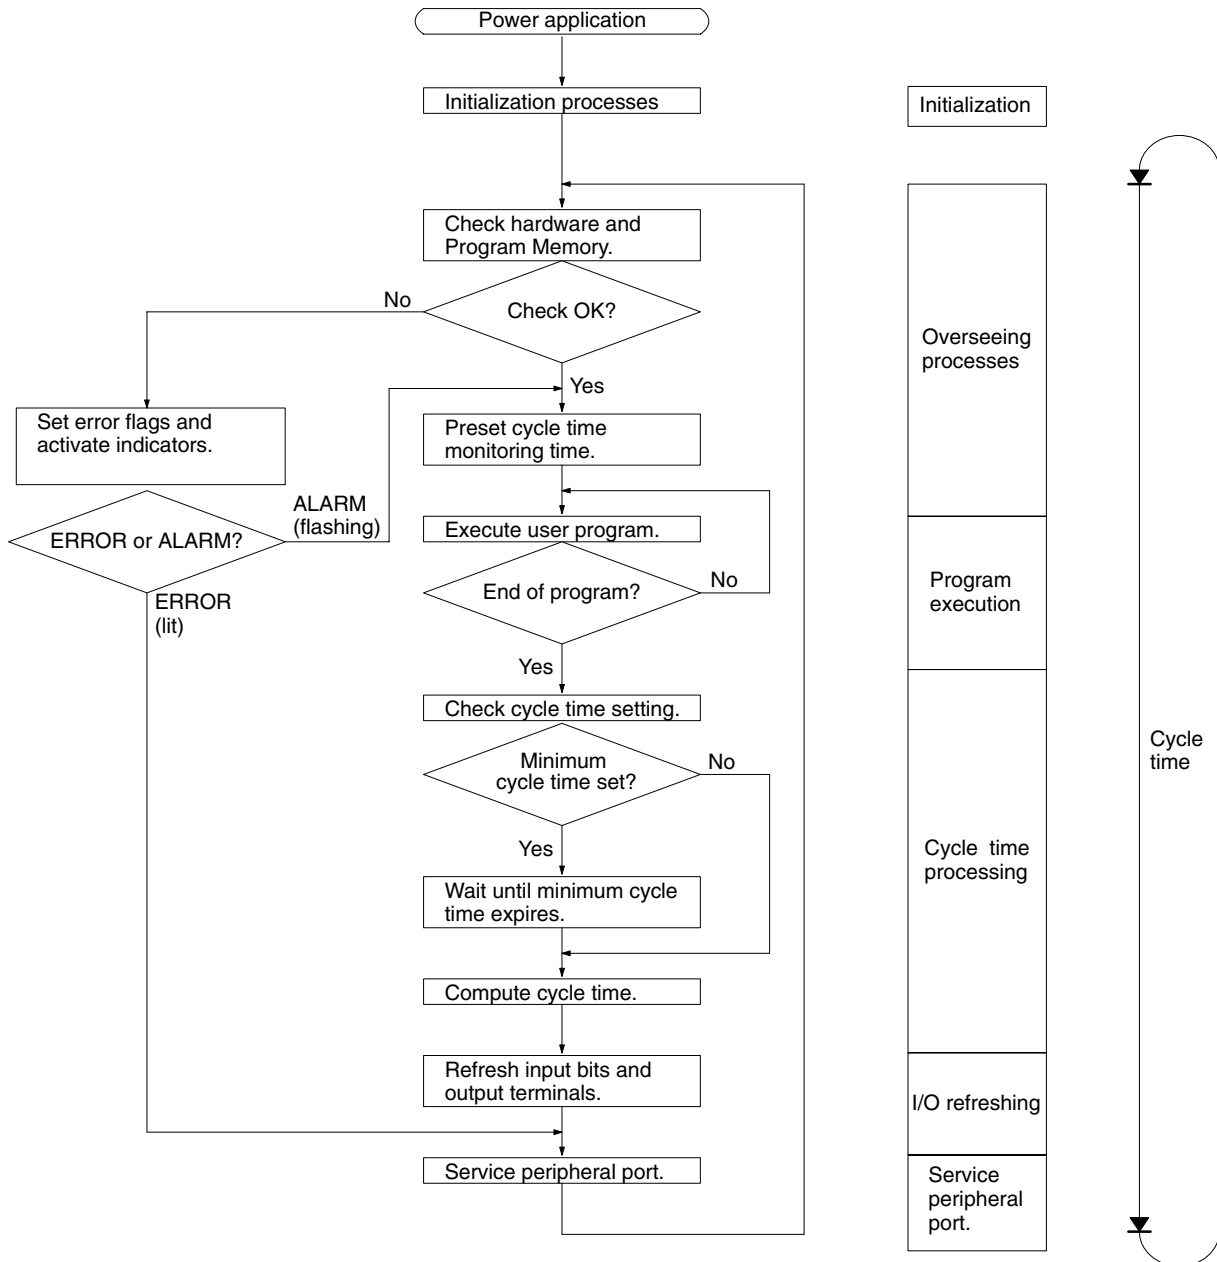 Power application
Initialization processes
Initialization
Check hardware and
Program Memory.
No
Check OK?
Overseeing
processes
Yes
Set error flags and
activate indicators.
Preset cycle time
monitoring time.
ALARM
(flashing)
ERROR or ALARM?
Execute user program.
No
End of program?
Program
execution
ERROR
(lit)
Yes
Check cycle time setting.
Minimum
cycle time set?
No
Cycle
time
Yes
Cycle time
processing
Wait until minimum cycle
time expires.
Compute cycle time.
Refresh input bits and
output terminals.
I/O refreshing
Service peripheral port.
Service
peripheral
port.